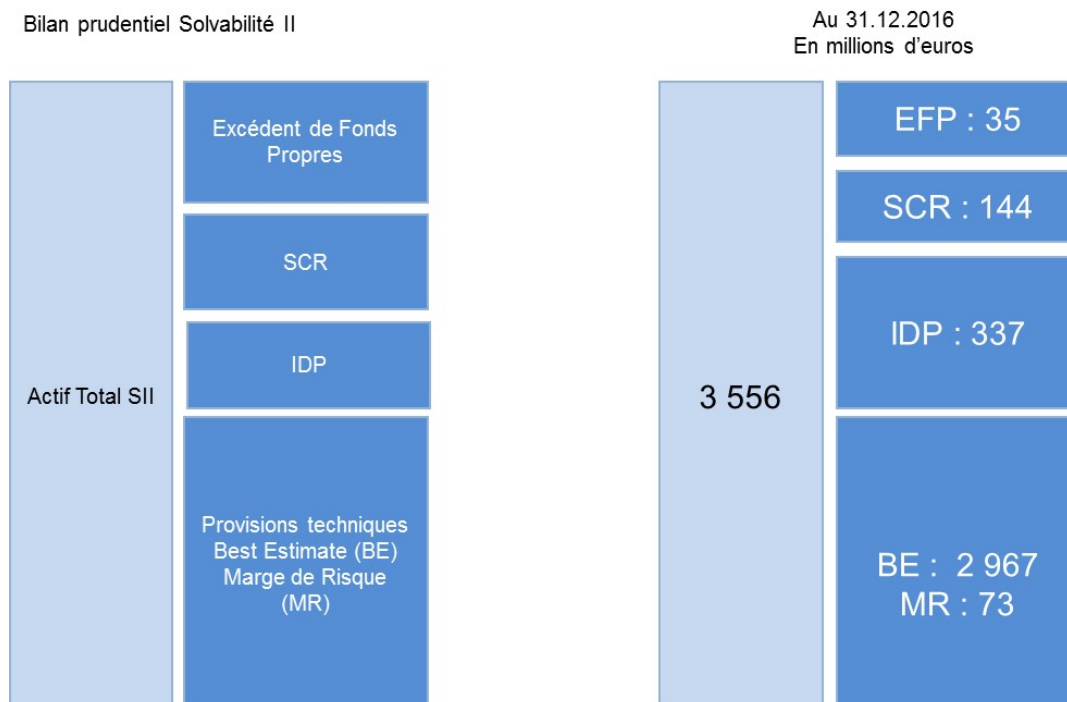 Bilan prudentiel Solvabilité II
Au 31.12.2016
En millions d'euros
Actif Total SII
Excédent de Fonds
Propres
SCR
IDP
Provisions techniques
Best Estimate (BE)
Marge de Risque
(MR)
3 556
EFP : 35
SCR : 144
IDP : 337
BE : 2 967
MR : 73